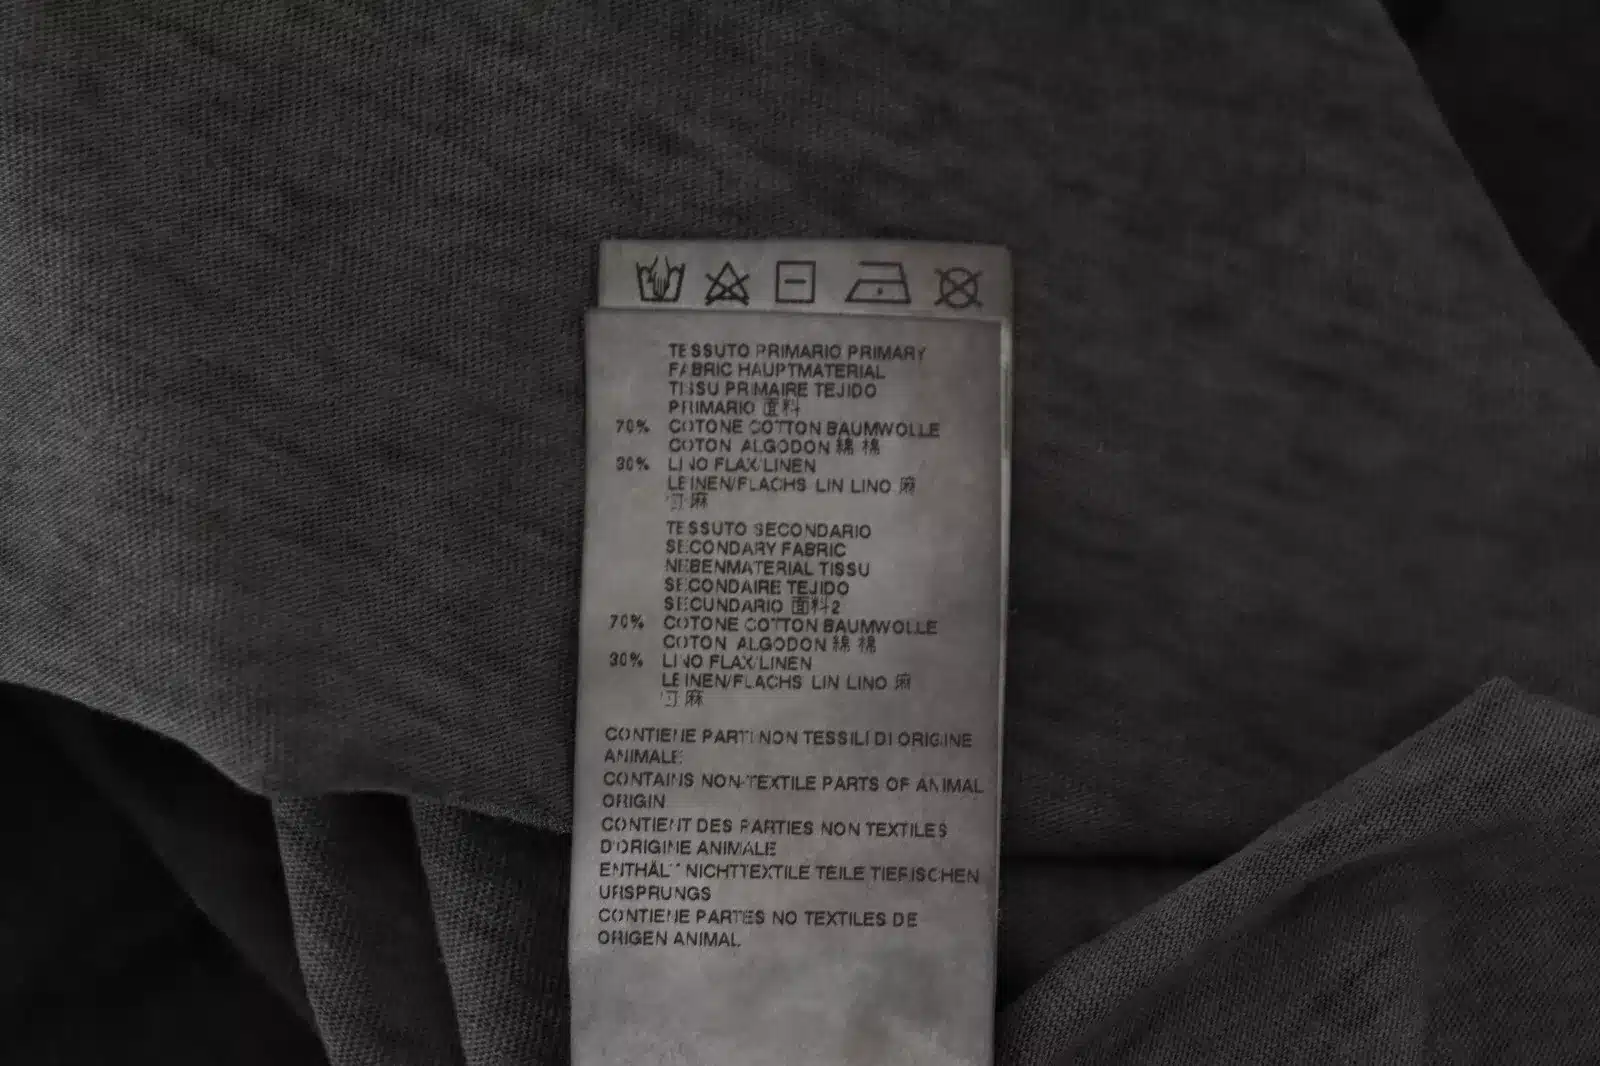 TESSUTO PRIMARIO PRIMARY
FABRIC HAUPTMATERIAL
TISSU PRIMAIRE TEJIDO
PRIMARIO 面料
70% COTONE COTTON BAUMWOLLE
COTON ALGODON 綿 棉
30% LINO FLAX/LINEN
LEINEN/FLACHS LIN LINO 麻
麻
TESSUTO SECONDARIO
SECONDARY FABRIC
NEBENMATERIAL TISSU
SECONDAIRE TEJIDO
SECUNDARIO 面料2
70% COTONE COTTON BAUMWOLLE
COTON ALGODON 綿 棉
30% LINO FLAX/LINEN
LEINEN/FLACHS LIN LINO 麻
麻
CONTIENE PARTI NON TESSILI DI ORIGINE
ANIMALE
CONTAINS NON-TEXTILE PARTS OF ANIMAL
ORIGIN
CONTIENT DES PARTIES NON TEXTILES
D'ORIGINE ANIMALE
ENTHÄLT NICHTTEXTILE TEILE TIERISCHEN
URSPRUNGS
CONTIENE PARTES NO TEXTILES DE
ORIGEN ANIMAL